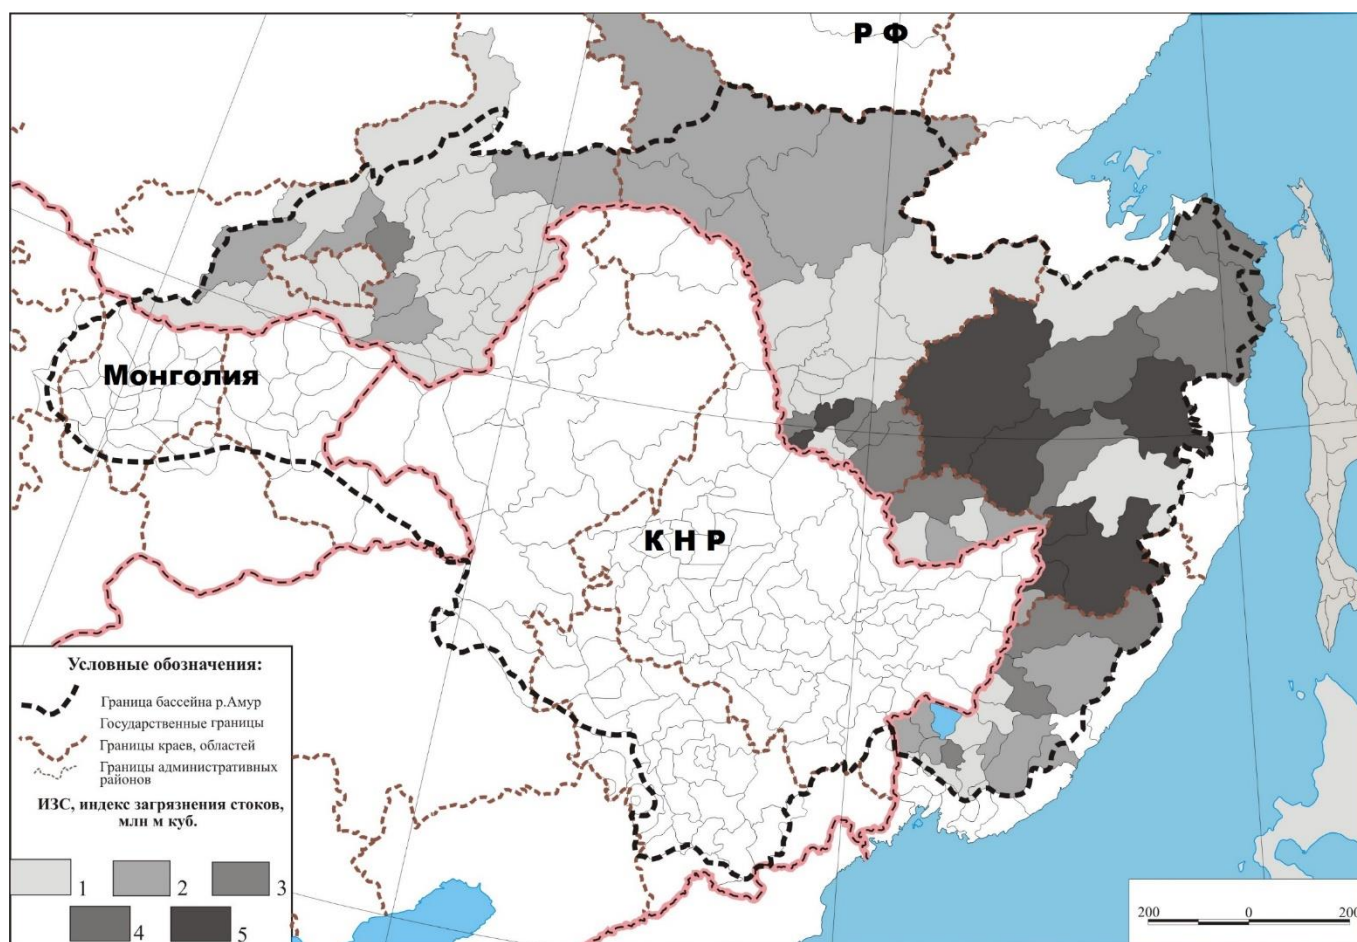 Р Ф
Монголия
К Н Р
Условные обозначения:
Граница бассейна р.Амур
Государственные границы
Границы краев, областей
Границы административных
районов
ИЗС, индекс загрязнения стоков,
млн м куб.
1 2 3
4 5
200 0 200